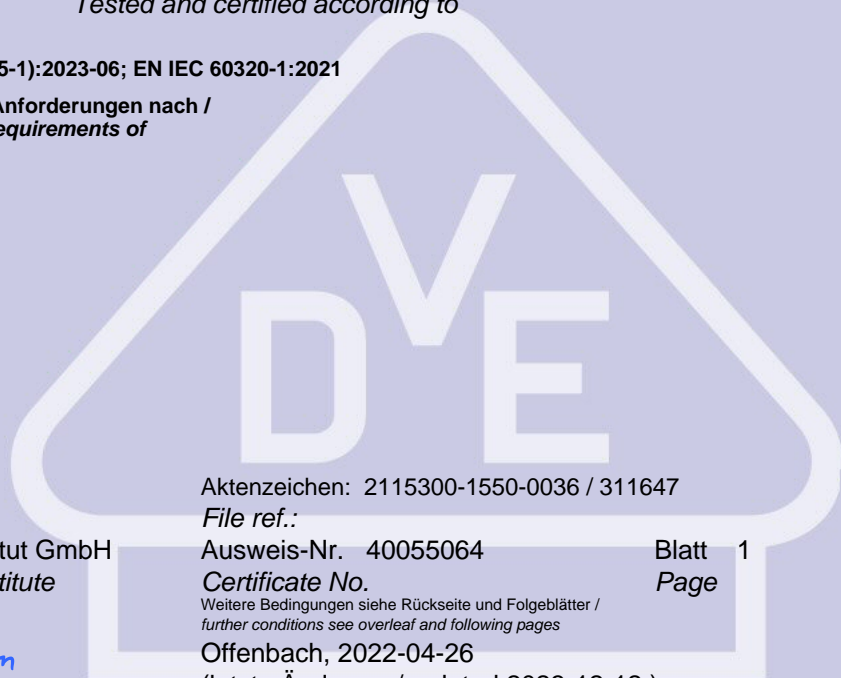 Tested and certified according to
5-1):2023-06; EN IEC 60320-1:2021
Anforderungen nach /
equirements of
DVE
Aktenzeichen: 2115300-1550-0036 / 311647
File ref.:
tut GmbH Ausweis-Nr. 40055064 Blatt 1
titute Certificate No. Page
Weitere Bedingungen siehe Rückseite und Folgeblätter /
further conditions see overleaf and following pages
Offenbach, 2022-04-26